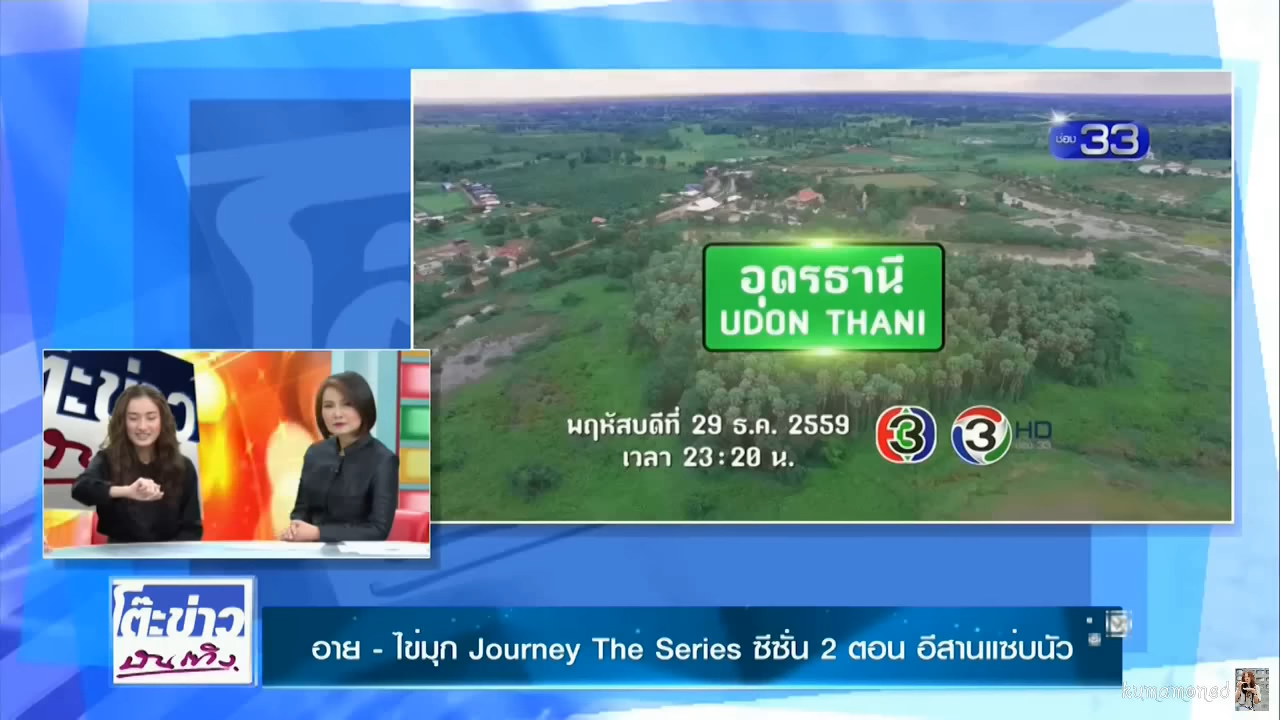 ช่อง 33
อุดรธานี
UDON THANI
พฤหัสบดีที่ 29 ธ.ค. 2559
เวลา 23:20 น.
3
3 HD
โต๊ะข่าว
บันเทิง
อาย - ไข่มุก Journey The Series ซีซั่น 2 ตอน อีสานแซ่บนัว
kumamonad